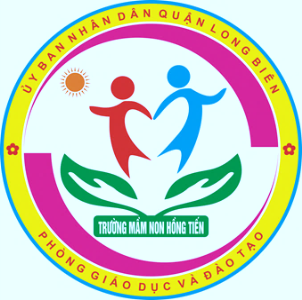 ỦY BAN NHÂN DÂN QUẬN LONG BIÊN
TRƯỜNG MẦM NON HỒNG TIẾN
PHÒNG GIÁO DỤC VÀ ĐÀO TẠO